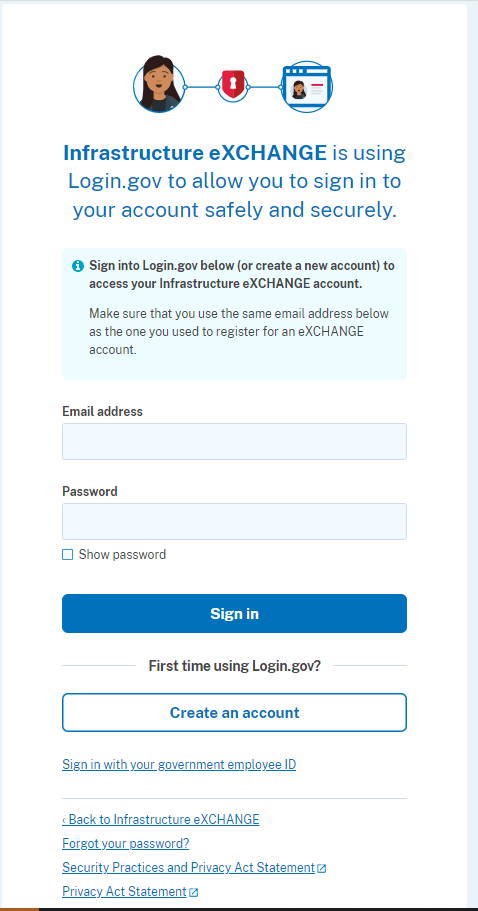 Infrastructure eXCHANGE is using
Login.gov to allow you to sign in to
your account safely and securely.
Sign into Login.gov below (or create a new account) to
access your Infrastructure eXCHANGE account.
Make sure that you use the same email address below
as the one you used to register for an eXCHANGE
account.
Email address
Password
Show password
Sign in
First time using Login.gov?
Create an account
Sign in with your government employee ID
‹ Back to Infrastructure eXCHANGE
Forgot your password?
Security Practices and Privacy Act Statement
Privacy Act Statement